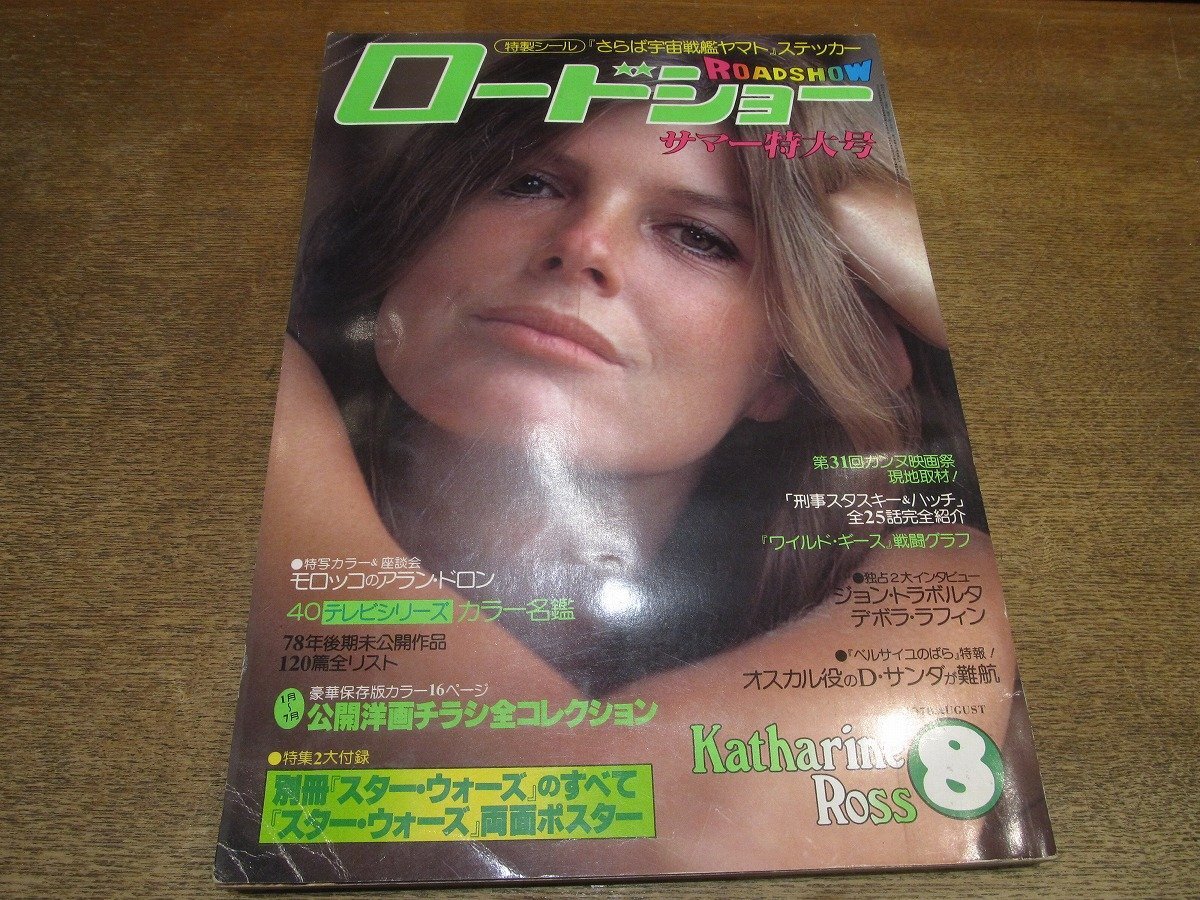 特製シール『さらば宇宙戦艦ヤマト』ステッカー
ロードショー
ROADSHOW
サマー特大号
第31回カンヌ映画祭
現地取材!
「刑事スタスキー&ハッチ」
全25話完全紹介
『ワイルド・ギース』戦闘グラフ
●独占2大インタビュー
ジョン・トラボルタ
デボラ・ラフィン
●『ベルサイユのばら』特報!
オスカル役のD・サンダが難航
●特写カラー&座談会
モロッコのアラン・ドロン
40テレビシリーズカラー名鑑
78年後期未公開作品
120篇全リスト
1月〜7月
豪華保存版カラー16ページ
公開洋画チラシ全コレクション
●特集2大付録
別冊『スター・ウォーズ』のすべて
『スター・ウォーズ』両面ポスター
AUGUST
8
Katharine
Ross